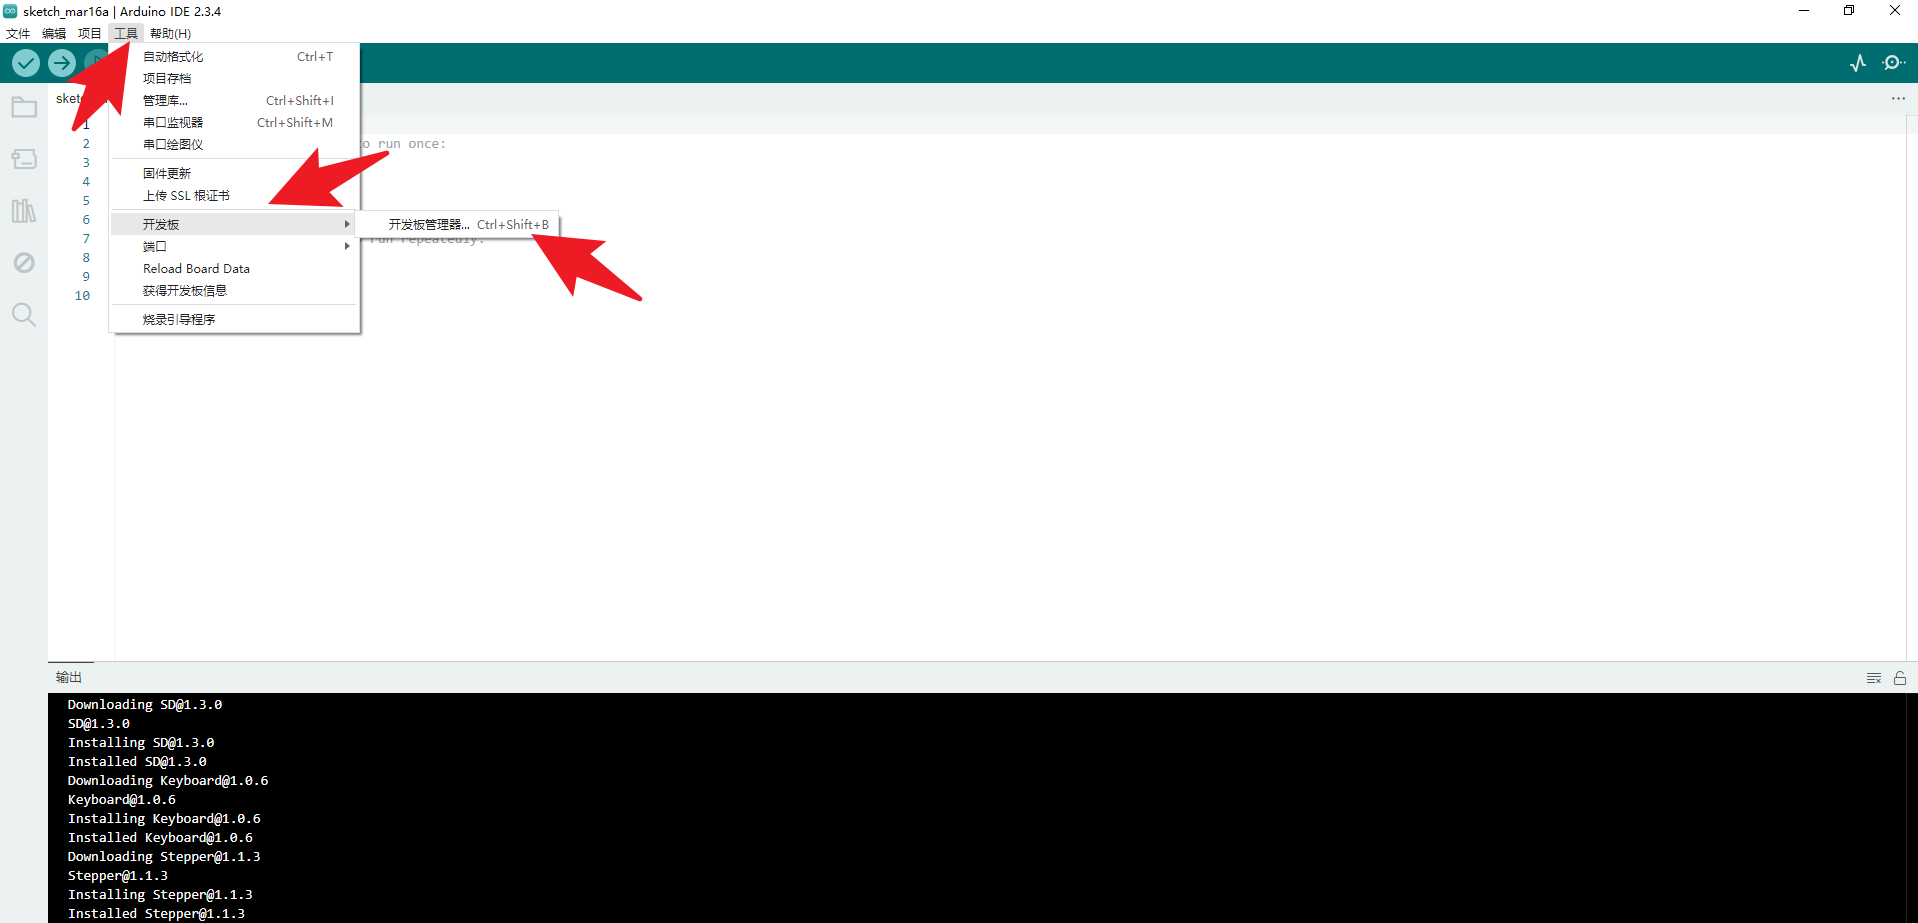 sketch_mar16a | Arduino IDE 2.3.4
文件 编辑 项目 工具 帮助(H)
自动格式化 Ctrl+T
项目存档
管理库... Ctrl+Shift+I
串口监视器 Ctrl+Shift+M
串口绘图仪
固件更新
上传 SSL 根证书
开发板
开发板管理器... Ctrl+Shift+B
端口
Reload Board Data
获得开发板信息
烧录引导程序
sket
1
2 o run once:
3
4
5
6
7 run repeatedly:
8
9
10
输出
Downloading SD@1.3.0
SD@1.3.0
Installing SD@1.3.0
Installed SD@1.3.0
Downloading Keyboard@1.0.6
Keyboard@1.0.6
Installing Keyboard@1.0.6
Installed Keyboard@1.0.6
Downloading Stepper@1.1.3
Stepper@1.1.3
Installing Stepper@1.1.3
Installed Stepper@1.1.3